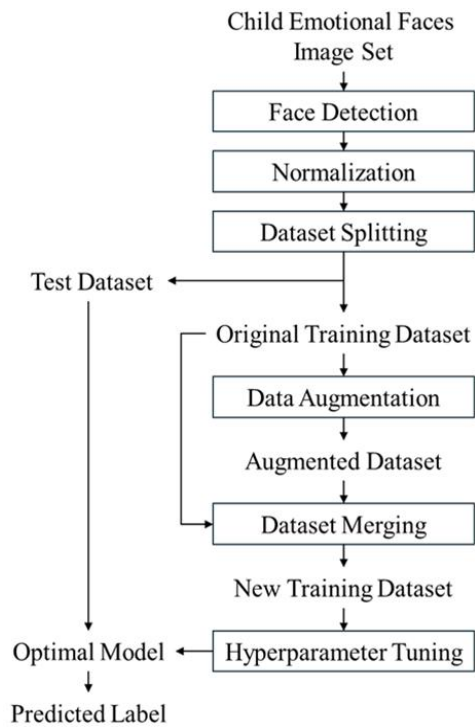 Child Emotional Faces
Image Set
Face Detection
Normalization
Dataset Splitting
Test Dataset
Original Training Dataset
Data Augmentation
Augmented Dataset
Dataset Merging
New Training Dataset
Optimal Model
Hyperparameter Tuning
Predicted Label